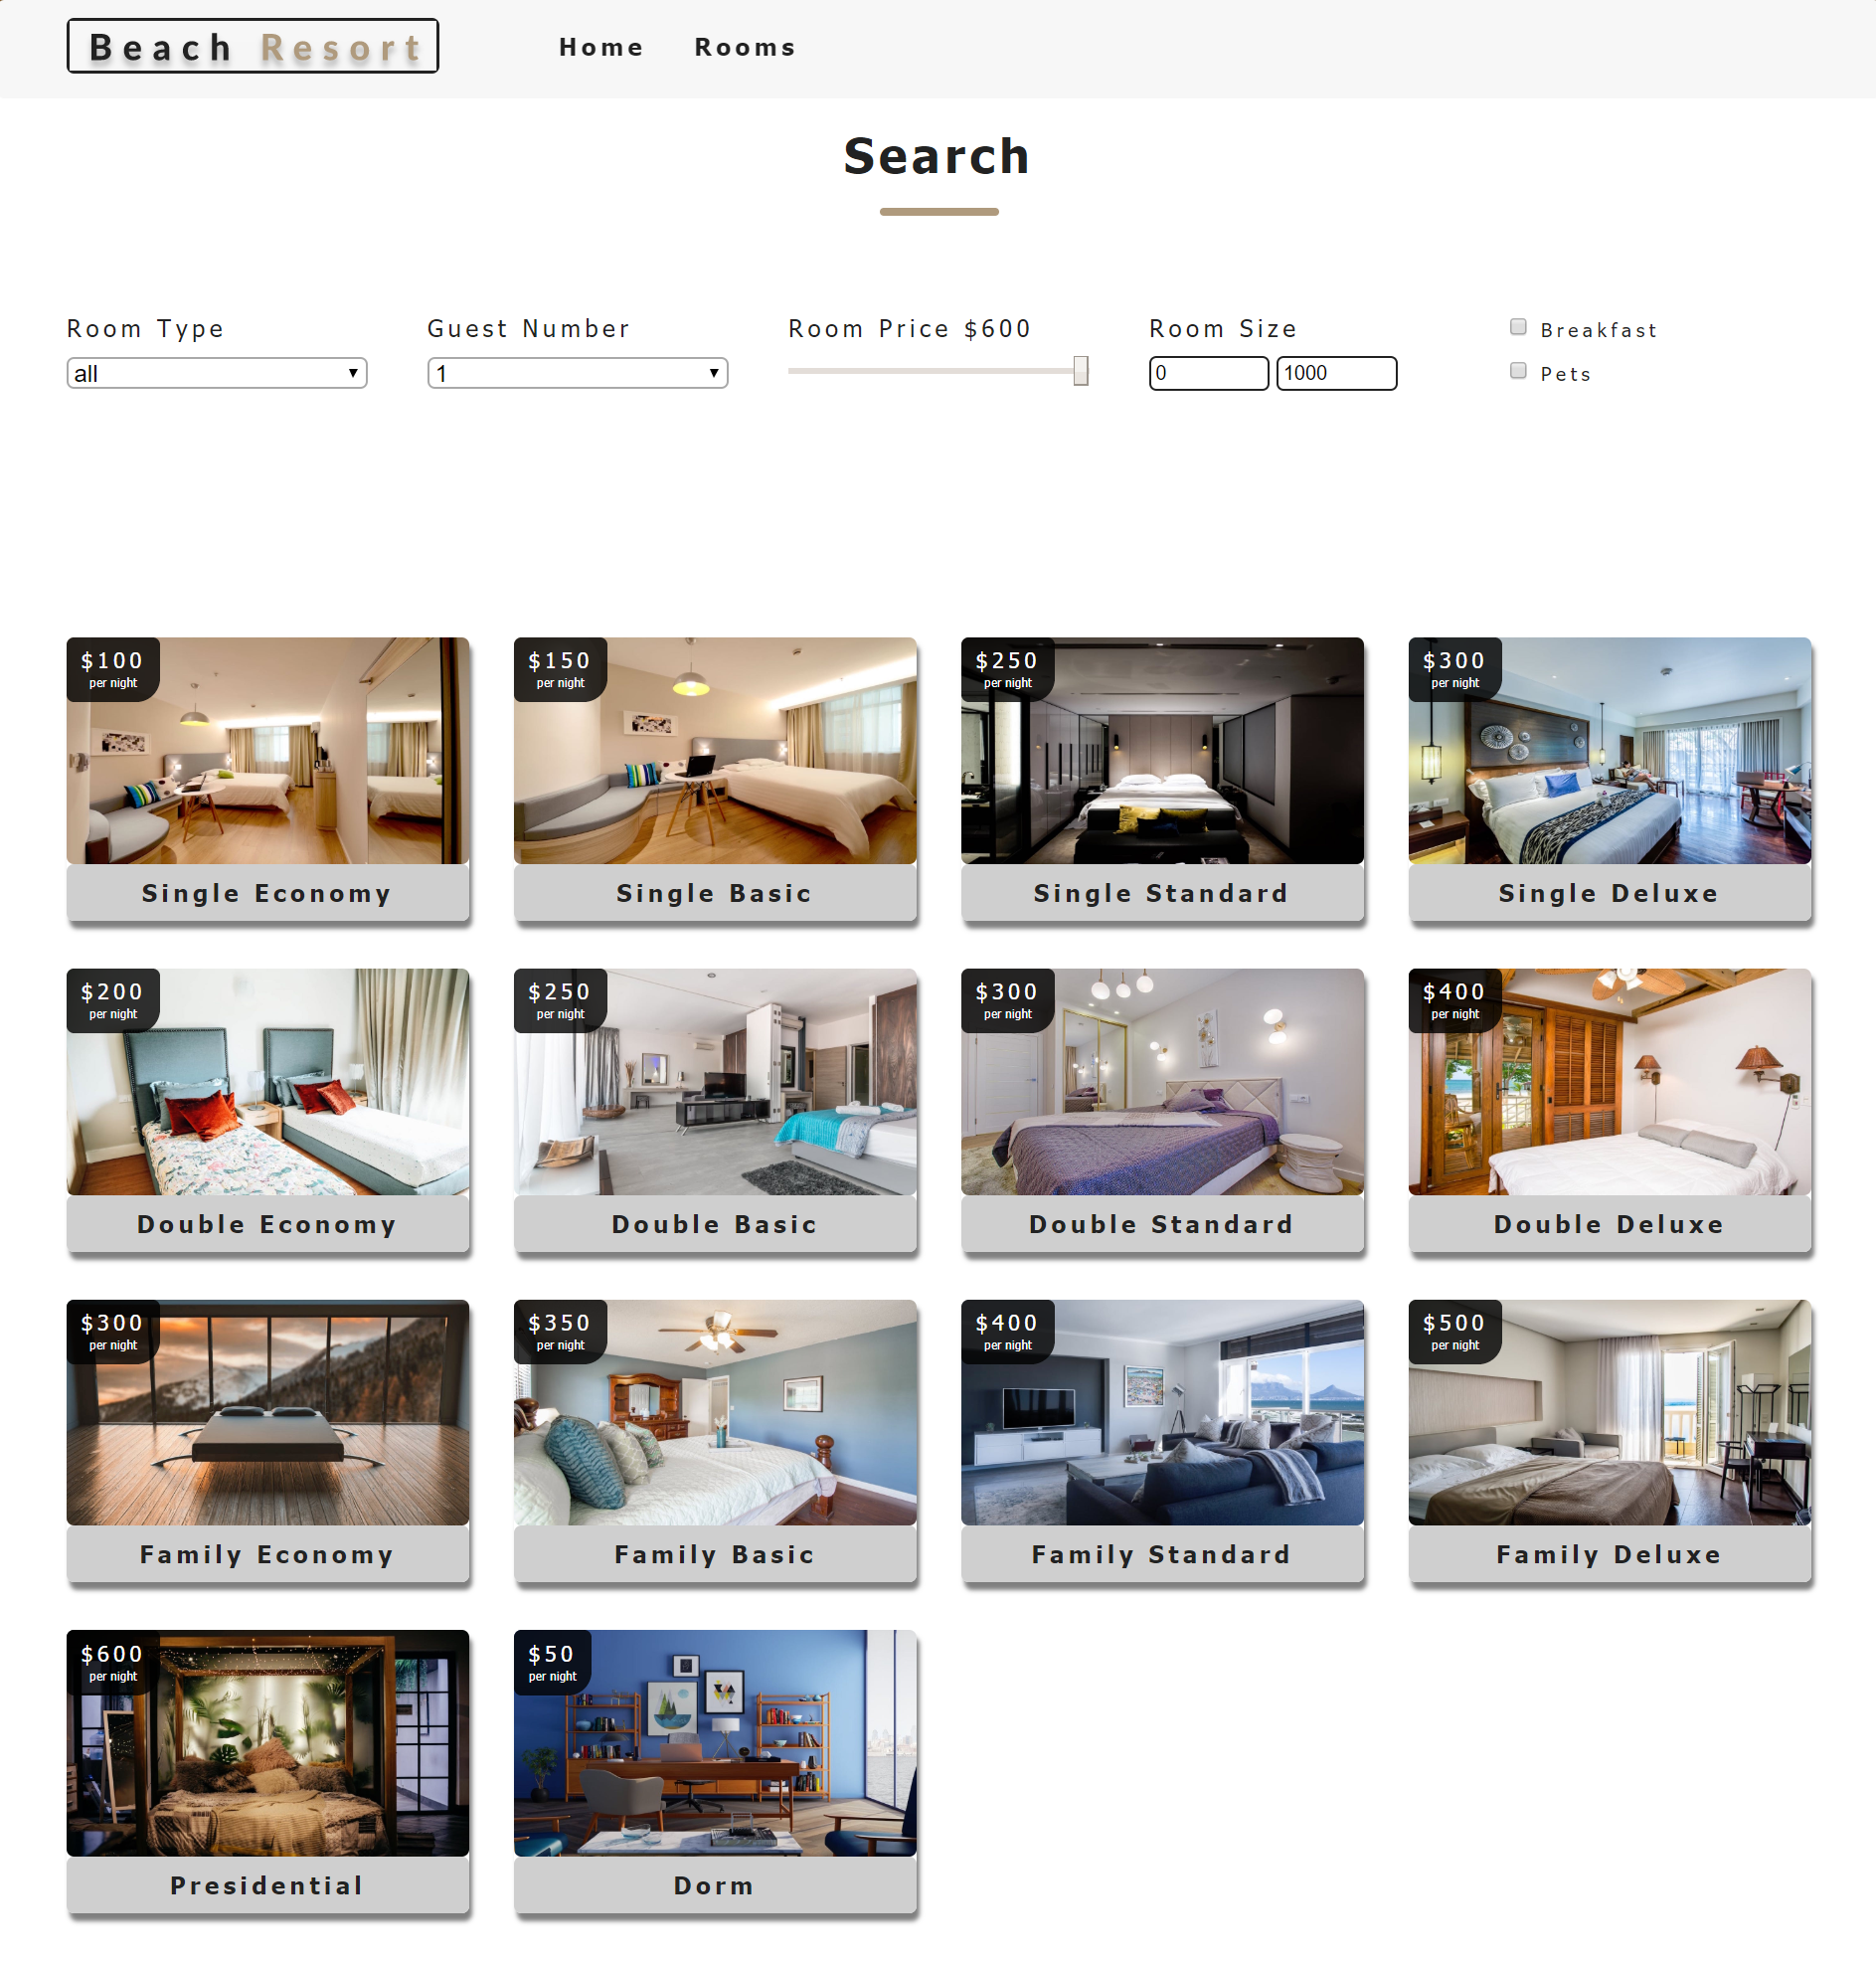 Beach Resort
Home Rooms
Search
Room Type
all
Guest Number
1
Room Price $600
Room Size
0 1000
Breakfast
Pets
$100
per night
Single Economy
$150
per night
Single Basic
$250
per night
Single Standard
$300
per night
Single Deluxe
$200
per night
Double Economy
$250
per night
Double Basic
$300
per night
Double Standard
$400
per night
Double Deluxe
$300
per night
Family Economy
$350
per night
Family Basic
$400
per night
Family Standard
$500
per night
Family Deluxe
$600
per night
Presidential
$50
per night
Dorm